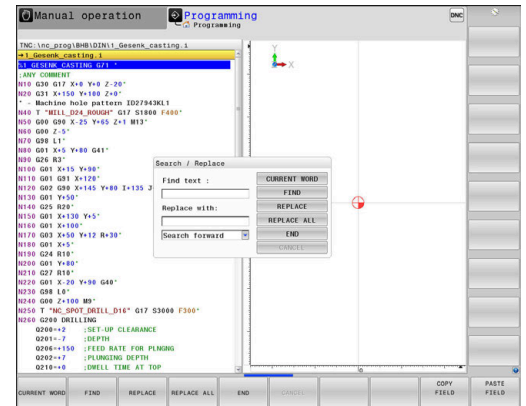 Manual operation
Programming
Programming
DNC
TNC:\nc_prog\BHB\DIN\1_Gesenk_casting.i
→1_Gesenk_casting.i
%1_GESENK_CASTING G71 *
;ANY COMMENT
N10 G30 G17 X+0 Y+0 Z-20*
N20 G31 X+150 Y+100 Z+0*
* - Machine hole pattern ID27943KL1
N40 T "MILL_D24_ROUGH" G17 S1800 F400*
N50 G00 G90 X-25 Y+65 Z+1 M13*
N60 G00 Z-5*
N70 G98 L1*
N80 G01 X+5 Y+80 G41*
N90 G26 R3*
N100 G01 X+15 Y+90*
N110 G01 G91 X+120*
N120 G02 G90 X+145 Y+80 I+135 J
N130 G01 Y+50*
N140 G25 R20*
N150 G01 X+130 Y+5*
N160 G01 X+100*
N170 G03 X+50 Y+12 R+30*
N180 G01 X+5*
N190 G24 R10*
N200 G01 Y+80*
N210 G27 R10*
N220 G01 X-20 Y+90 G40*
N230 G98 L0*
N240 G00 Z+100 M9*
N250 T "NC_SPOT_DRILL_D16" G17 S3000 F300*
N260 G200 DRILLING
Q200=+2 ;SET-UP CLEARANCE
Q201=-7 ;DEPTH
Q206=+150 ;FEED RATE FOR PLNGNG
Q202=+7 ;PLUNGING DEPTH
Q210=+0 ;DWELL TIME AT TOP
Y
X
0
Search / Replace
Find text :
CURRENT WORD
FIND
Replace with:
REPLACE
REPLACE ALL
Search forward
END
CANCEL
CURRENT WORD
FIND
REPLACE
REPLACE ALL
END
CANCEL
COPY
FIELD
PASTE
FIELD